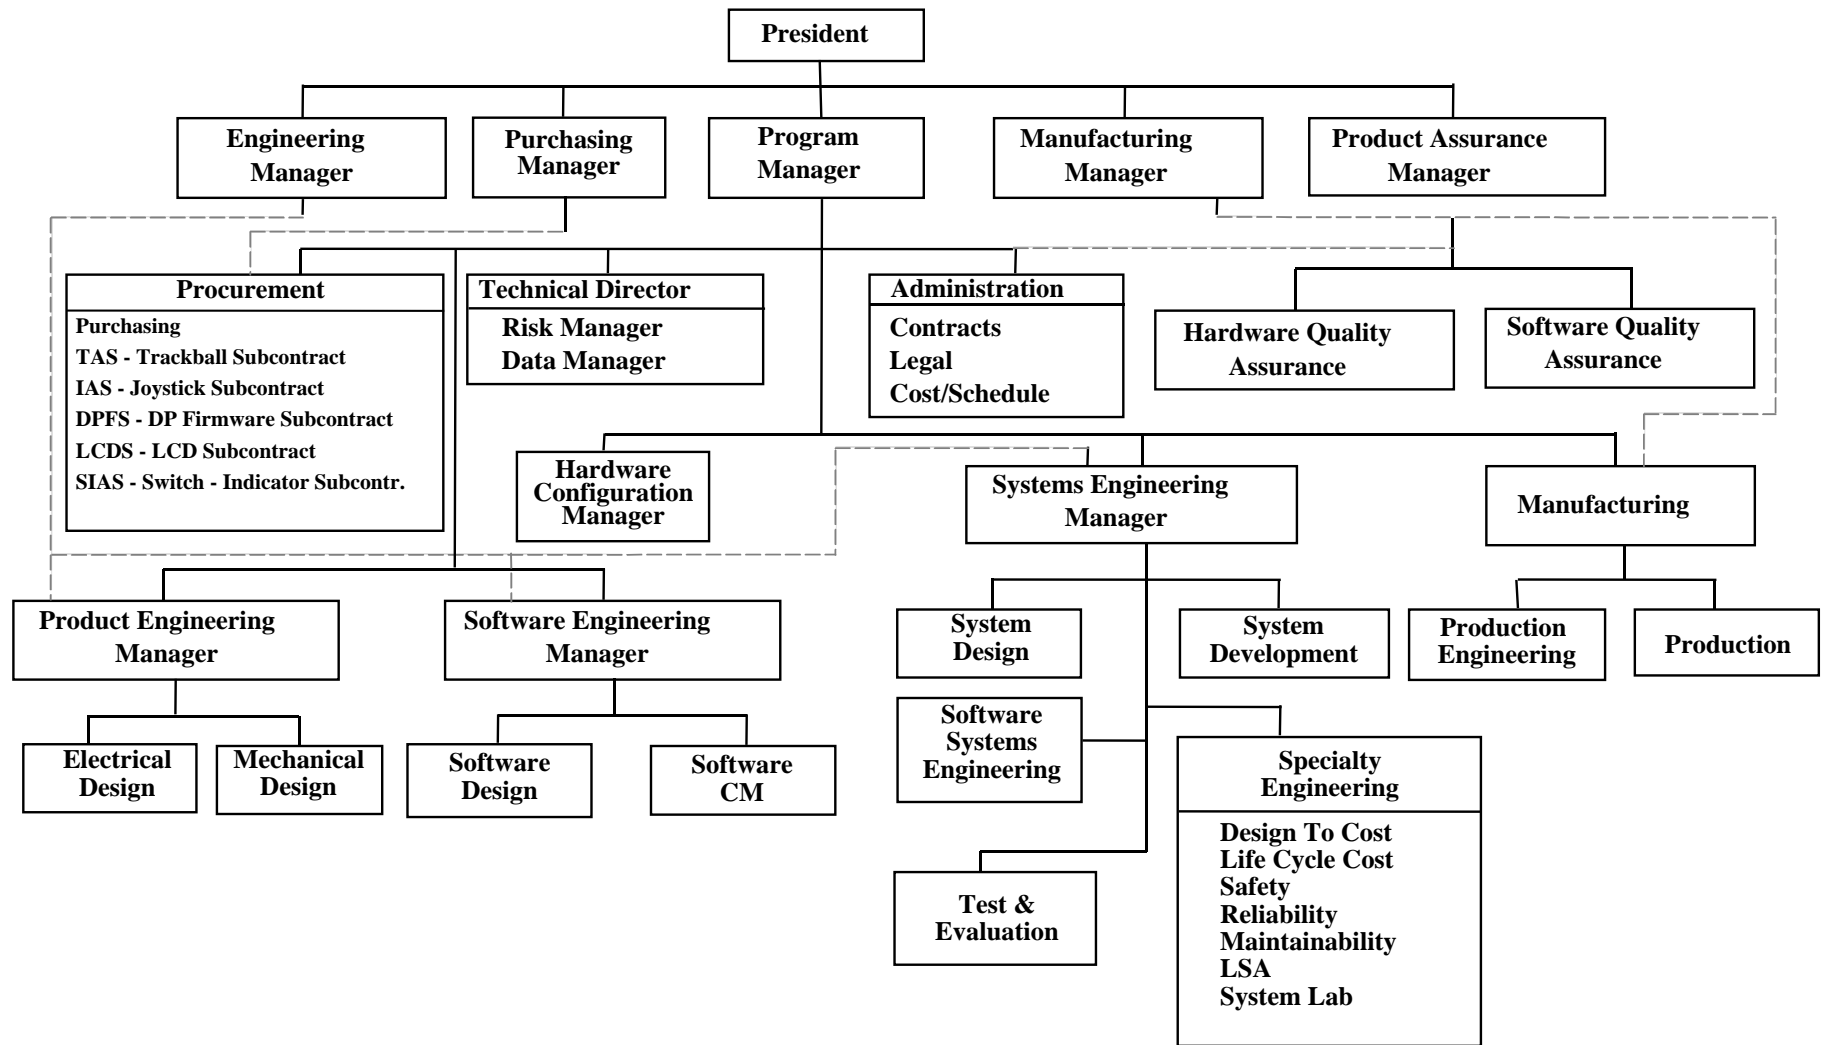 President
Engineering
Manager
Purchasing
Manager
Program
Manager
Manufacturing
Manager
Product Assurance
Manager
Procurement
Purchasing
TAS - Trackball Subcontract
IAS - Joystick Subcontract
DPFS - DP Firmware Subcontract
LCDS - LCD Subcontract
SIAS - Switch - Indicator Subcontr.
Technical Director
Risk Manager
Data Manager
Administration
Contracts
Legal
Cost/Schedule
Hardware Quality
Assurance
Software Quality
Assurance
Hardware
Configuration
Manager
Systems Engineering
Manager
Manufacturing
Product Engineering
Manager
Software Engineering
Manager
System
Design
System
Development
Production
Engineering
Production
Electrical
Design
Mechanical
Design
Software
Design
Software
CM
Software
Systems
Engineering
Specialty
Engineering
Design To Cost
Life Cycle Cost
Safety
Reliability
Maintainability
LSA
System Lab
Test &
Evaluation